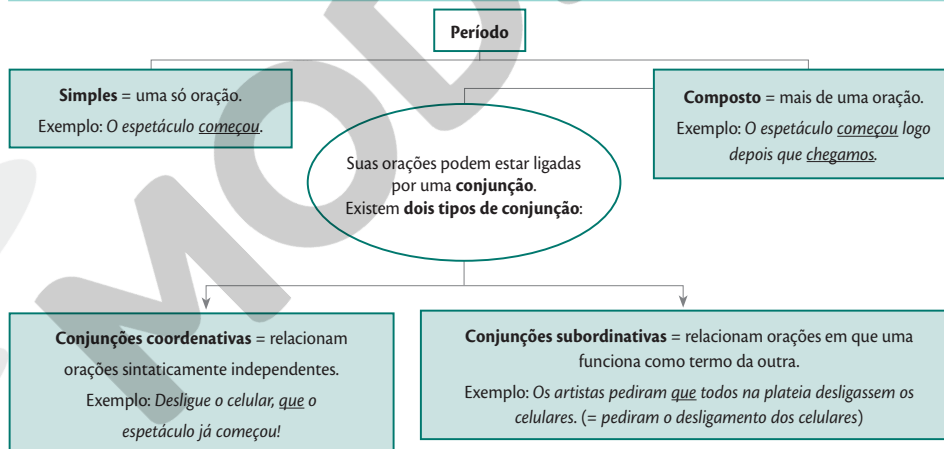 Período
Simples = uma só oração.
Exemplo: O espetáculo começou.
Composto = mais de uma oração.
Exemplo: O espetáculo começou logo
depois que chegamos.
Suas orações podem estar ligadas
por uma conjunção.
Existem dois tipos de conjunção:
Conjunções coordenativas = relacionam
orações sintaticamente independentes.
Exemplo: Desligue o celular, que o
espetáculo já começou!
Conjunções subordinativas = relacionam orações em que uma
funciona como termo da outra.
Exemplo: Os artistas pediram que todos na plateia desligassem os
celulares. (= pediram o desligamento dos celulares)